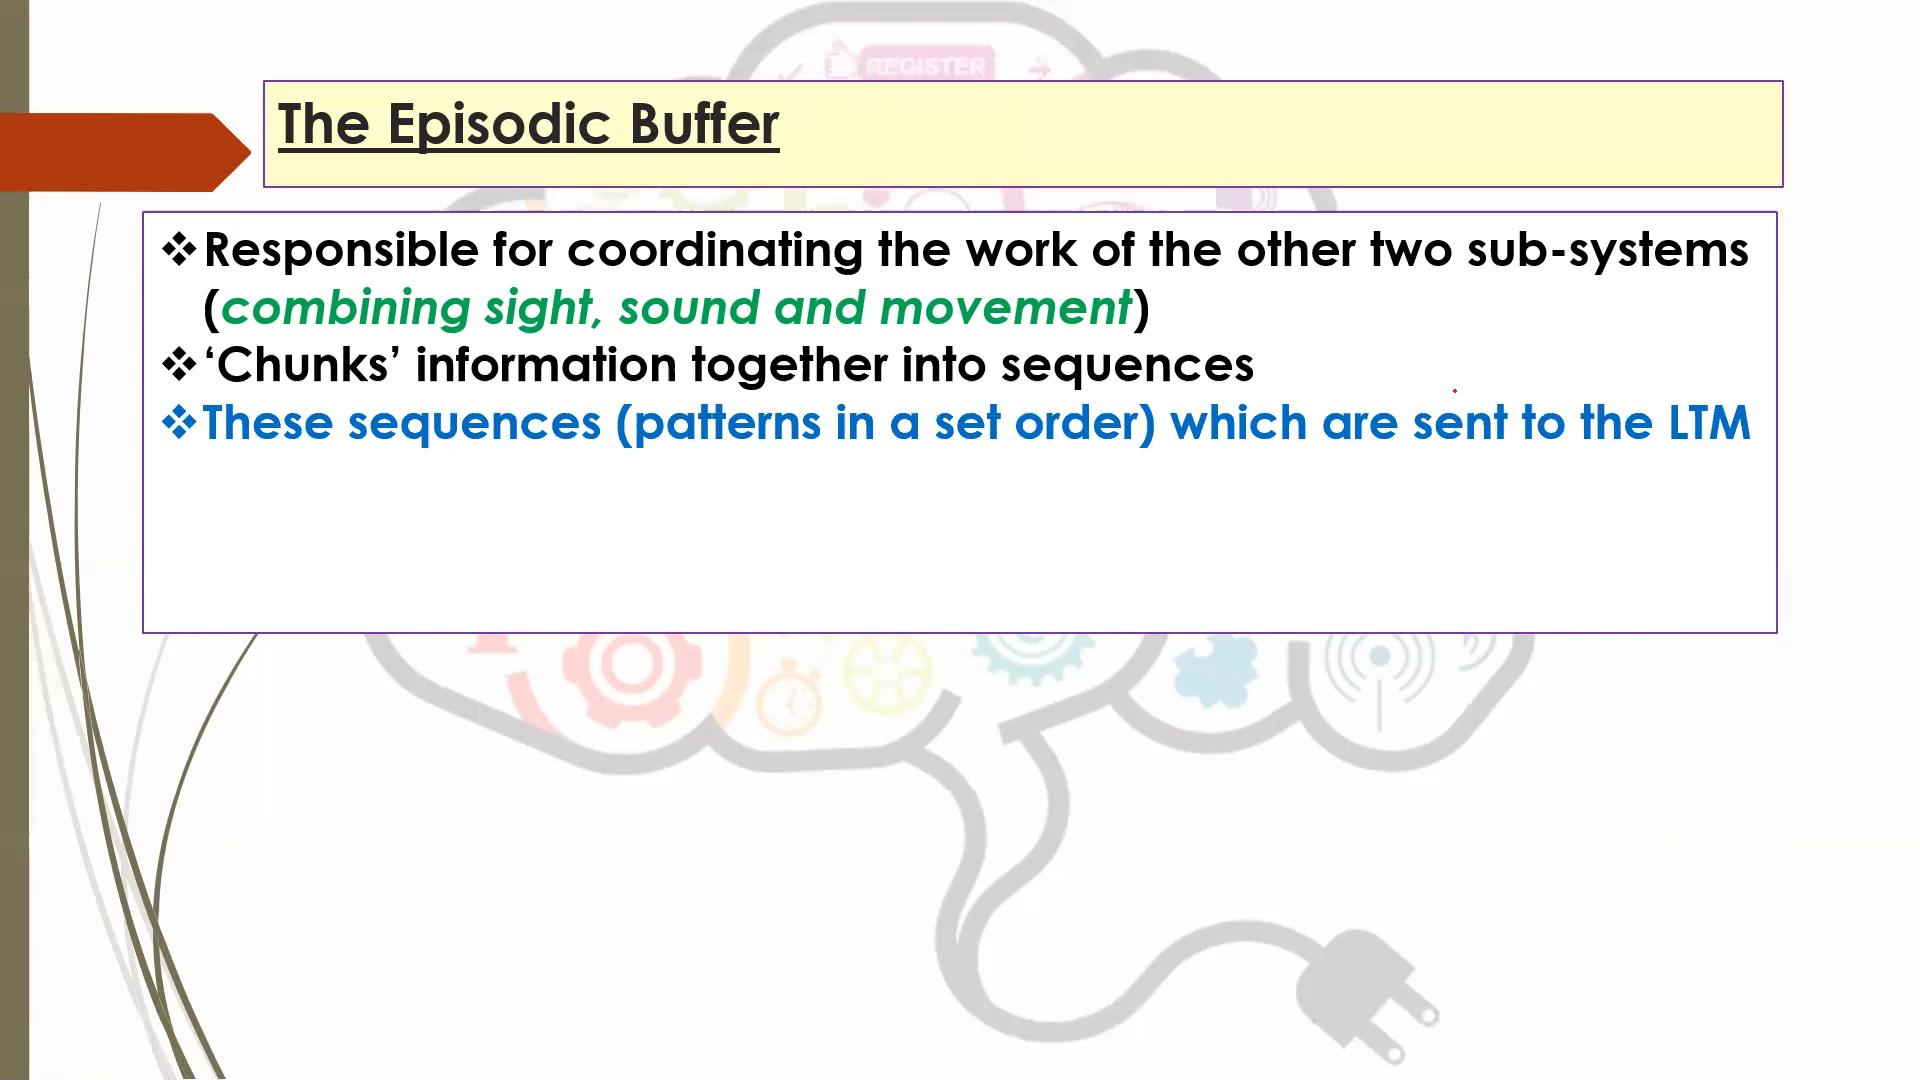 REGISTER
The Episodic Buffer
❖Responsible for coordinating the work of the other two sub-systems
(combining sight, sound and movement)
❖‘Chunks’ information together into sequences
❖These sequences (patterns in a set order) which are sent to the LTM